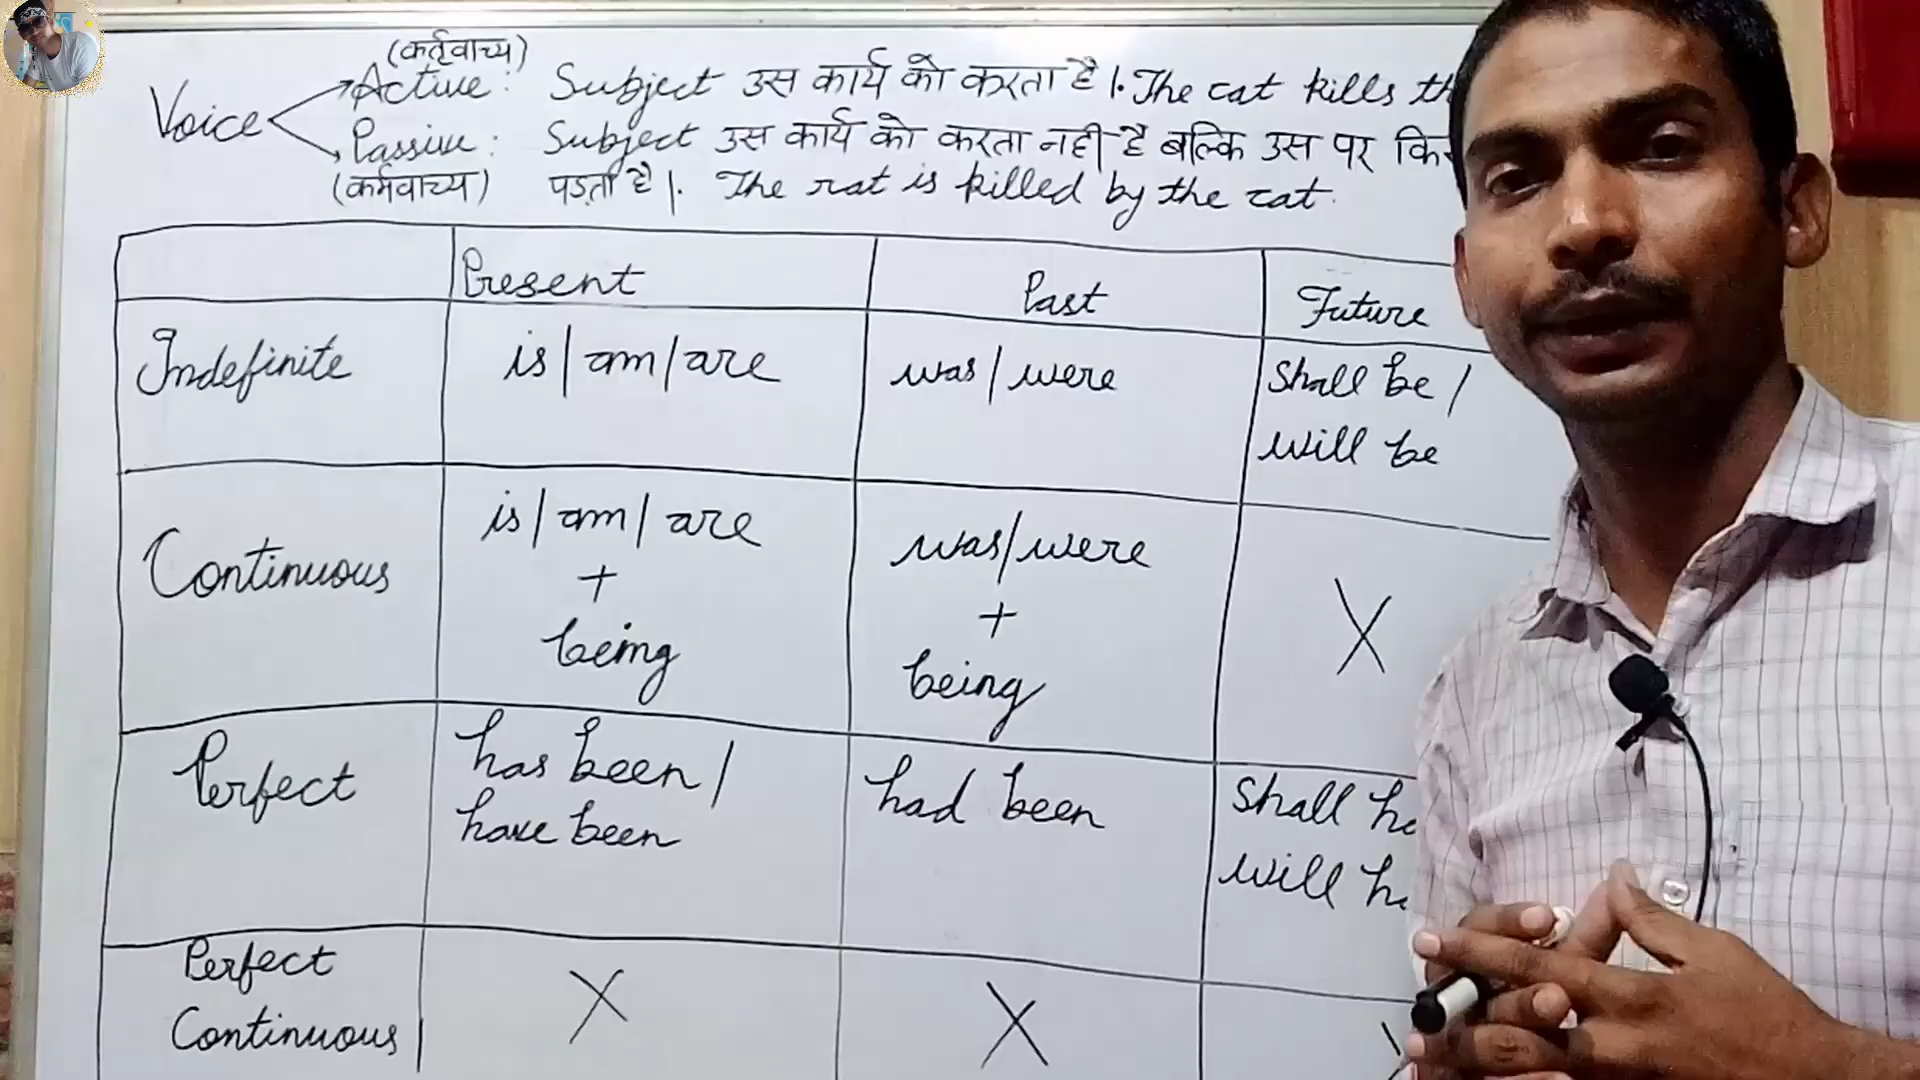 (कर्तृवाच्य)
Voice
Active: Subject उस कार्य को करता है। The cat kills
Passive: Subject उस कार्य को करता नही है बल्कि उस पर
(कर्मवाच्य) पड़ता है। The rat is killed by the cat.
Present Past Future
Indefinite is/am/are was/were shall be/
will be
Continuous is/am/are + being was/were + being X
Perfect has been/ had been shall
have been will
Perfect X X
Continuous